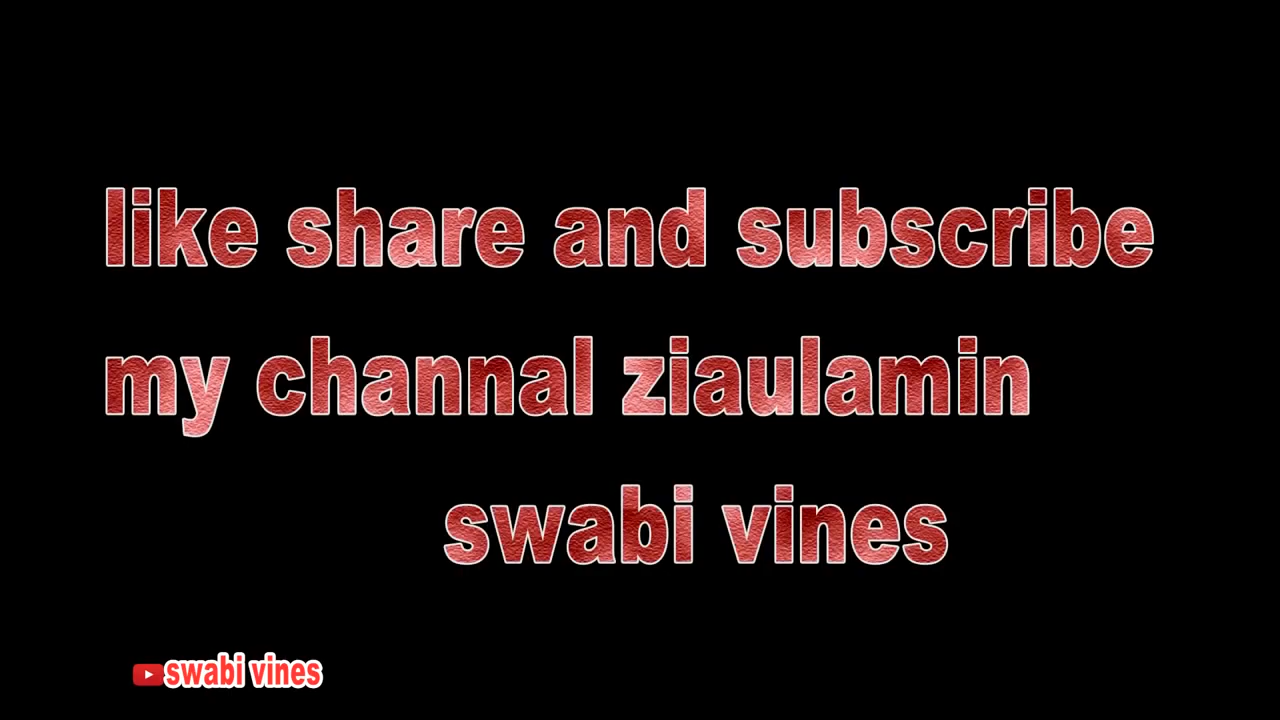 like share and subscribe
my channal ziaulamin
swabi vines
swabi vines